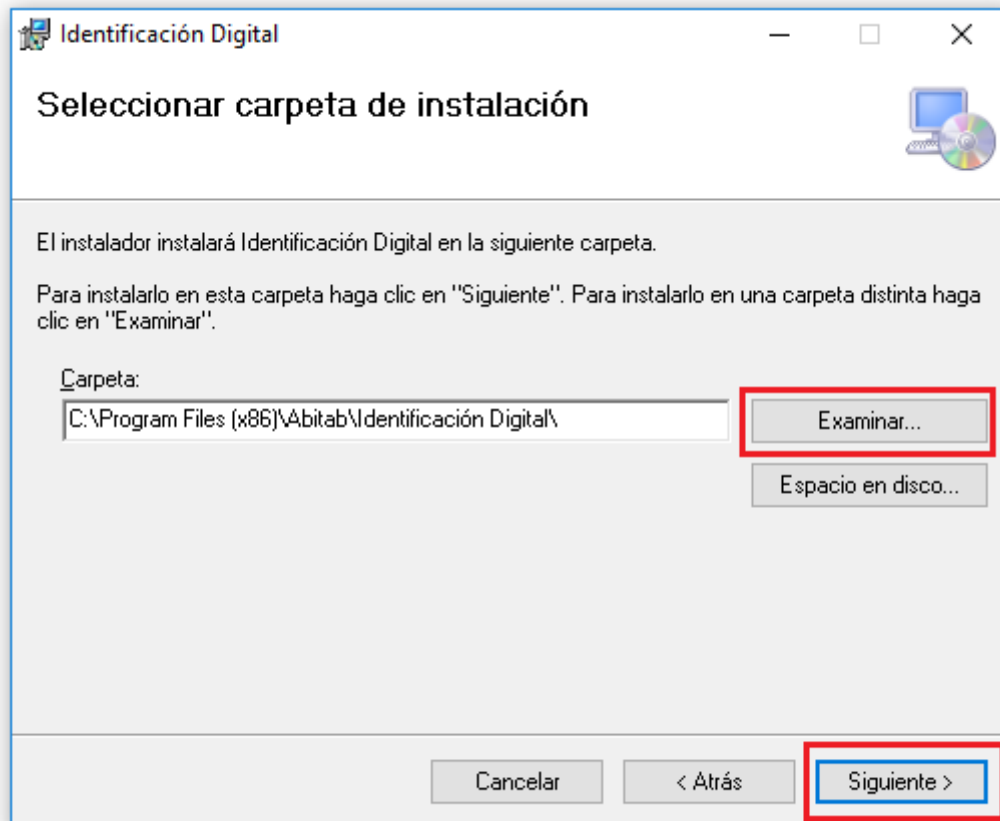 Identificación Digital
Seleccionar carpeta de instalación
El instalador instalará Identificación Digital en la siguiente carpeta.
Para instalarlo en esta carpeta haga clic en "Siguiente". Para instalarlo en una carpeta distinta haga
clic en "Examinar".
Carpeta:
C:\Program Files (x86)\Abitab\Identificación Digital\
Examinar...
Espacio en disco...
Cancelar
< Atrás
Siguiente >